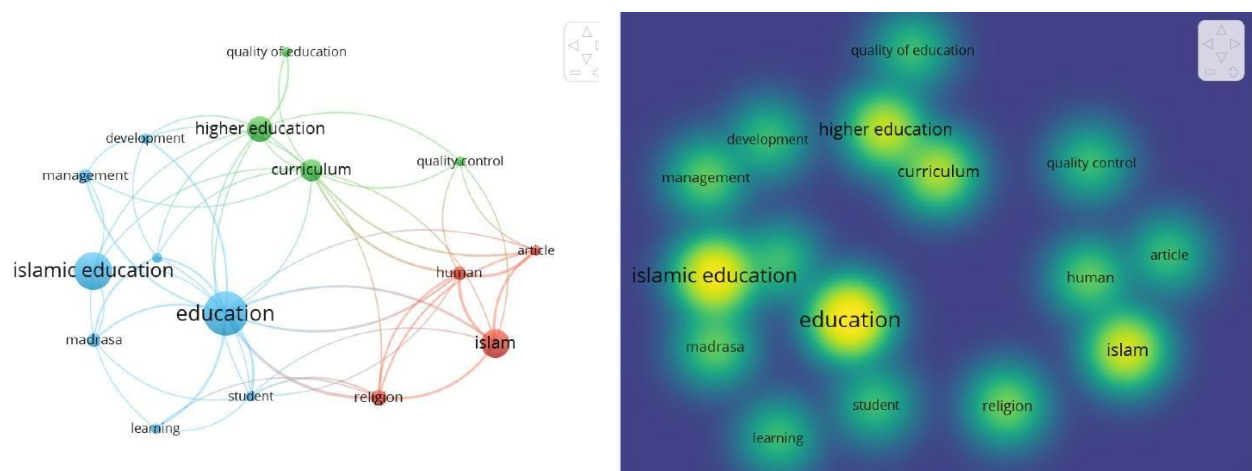 quality of education
development
higher education
curriculum
quality control
management
islamic education
article
human
education
madrasa
islam
student
religion
learning
quality of education
development
higher education
curriculum
quality control
management
islamic education
article
human
education
madrasa
islam
student
religion
learning